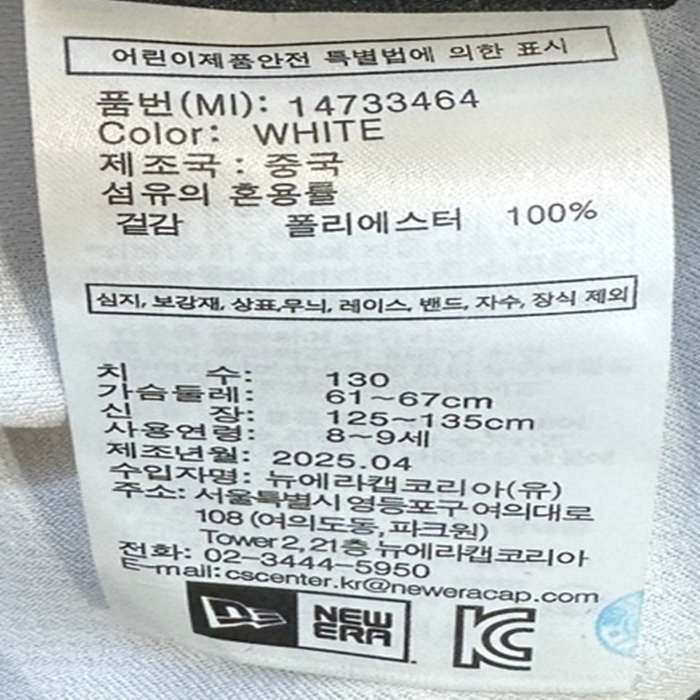 어린이제품안전 특별법에 의한 표시
품번(MI): 14733464
Color: WHITE
제조국 : 중국
섬유의 혼용률
겉감 폴리에스터 100%
심지, 보강재, 상표,무늬, 레이스, 밴드, 자수, 장식 제외
치 수: 130
가슴둘레: 61~67cm
신 장: 125~135cm
사용연령: 8~9세
제조년월: 2025.04
수입자명: 뉴에라캡코리아(유)
주소: 서울특별시 영등포구 여의대로
108 (여의도동, 파크원)
Tower 2, 21층 뉴에라캡코리아
전화: 02-3444-5950
E-mail:cscenter.kr@neweracap.com
NEW
ERA
KC